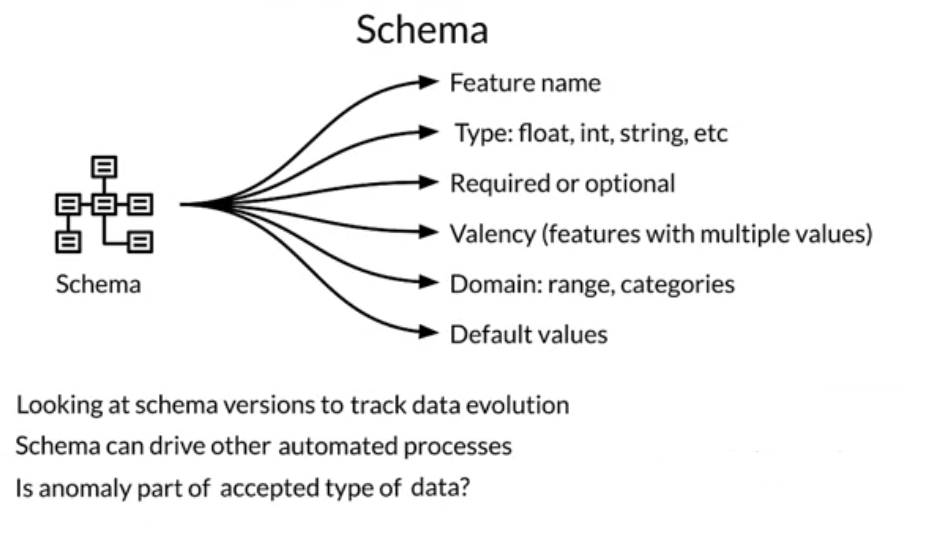 Schema
Feature name
Type: float, int, string, etc
Required or optional
Valency (features with multiple values)
Domain: range, categories
Default values
Schema
Looking at schema versions to track data evolution
Schema can drive other automated processes
Is anomaly part of accepted type of data?